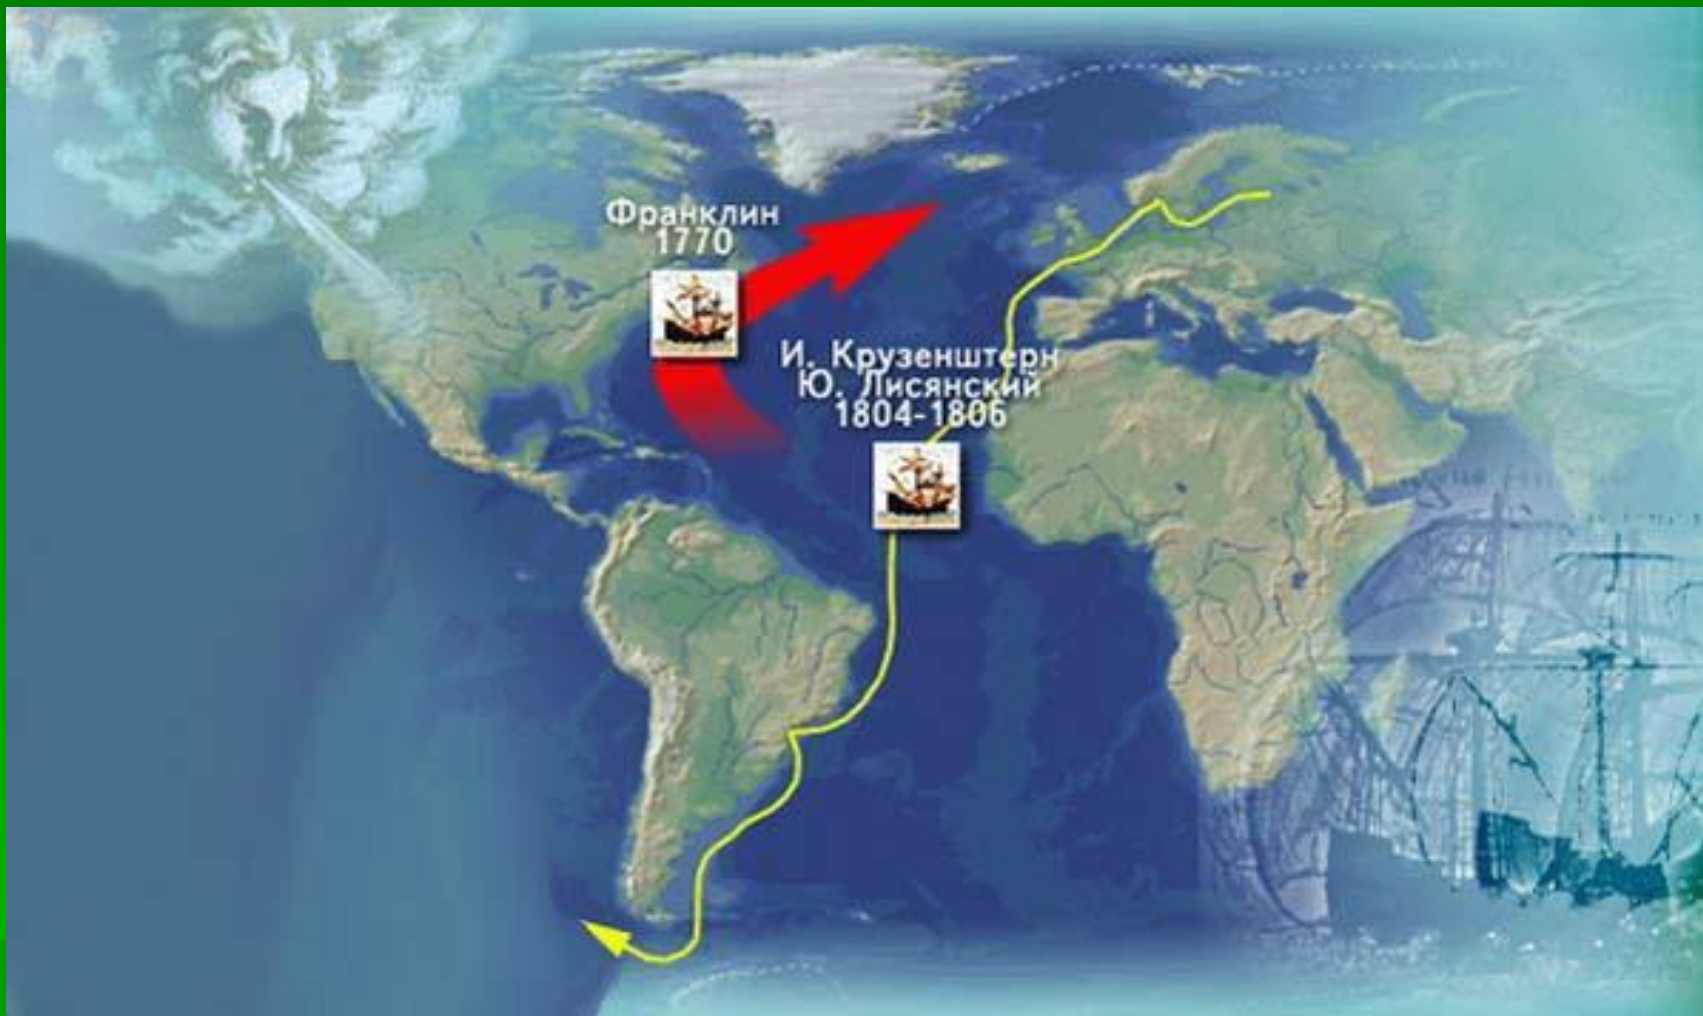 Франклин
1770
И. Крузенштерн
Ю. Лисянский
1804-1806